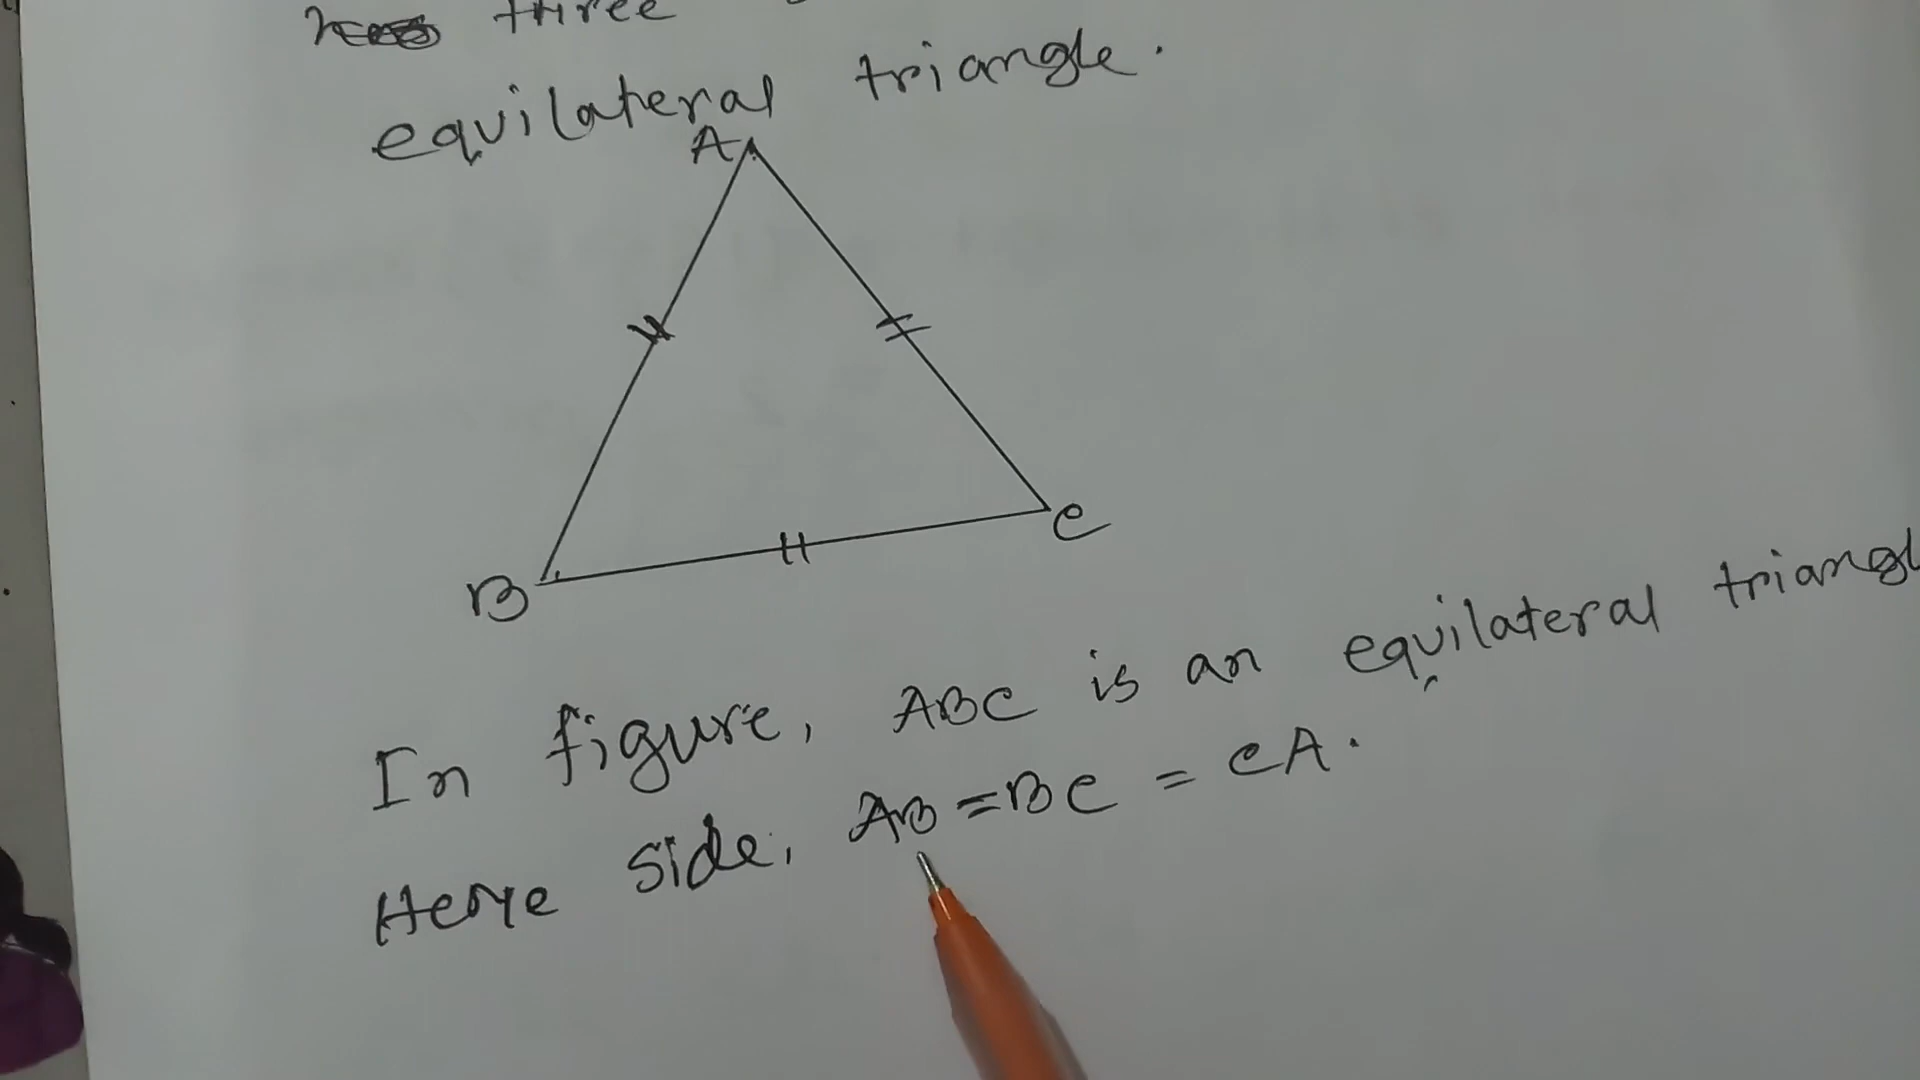 three
equilateral triangle.
A
B
C
In figure, ABC is an equilateral triangl
Here side, AB = BC = CA.